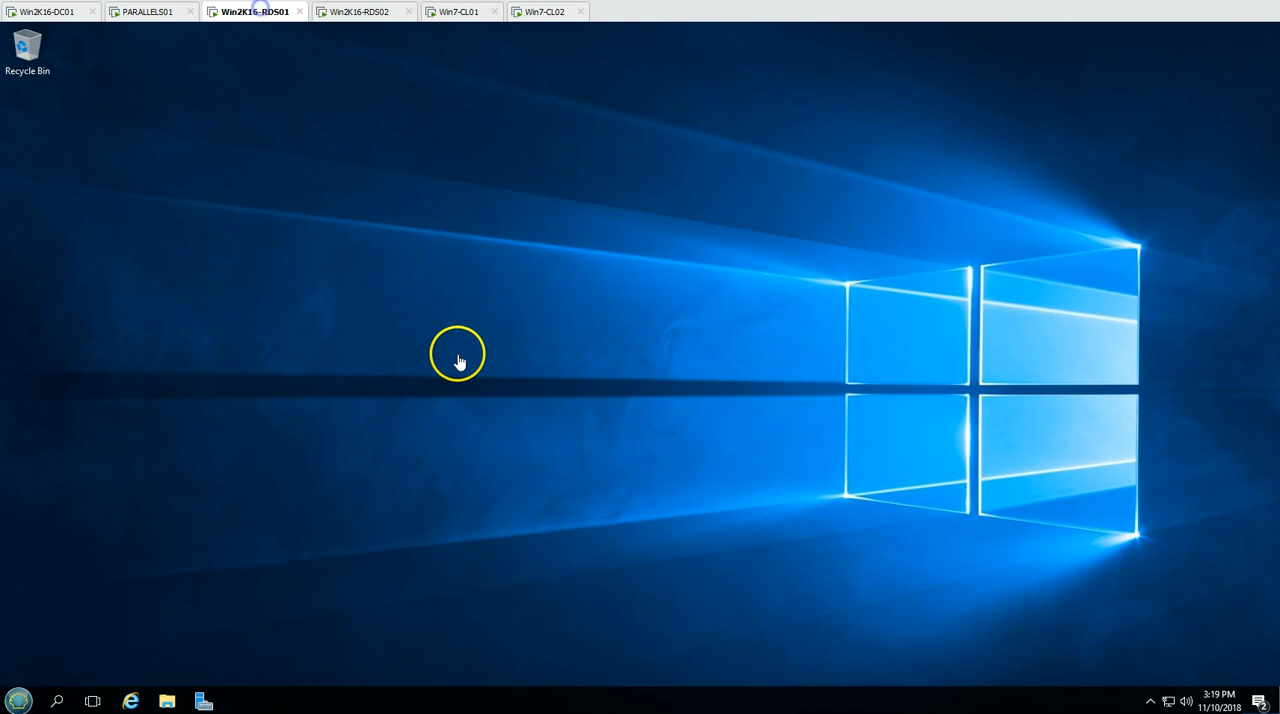 Win2K16-DC01
PARALLELS01
Win2K16-RDS01
Win2K16-RDS02
Win7-CL01
Win7-CL02
Recycle Bin
3:19 PM
11/10/2018
2